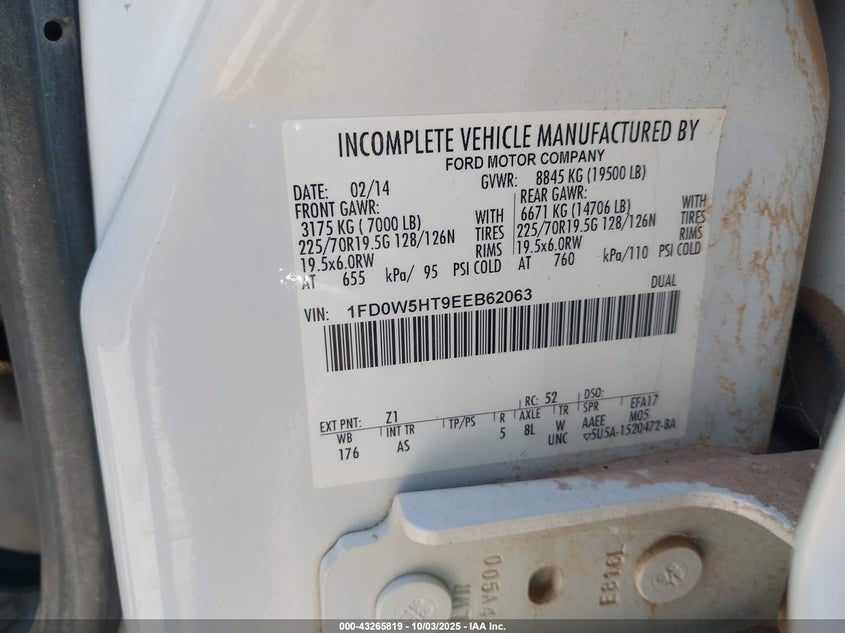 INCOMPLETE VEHICLE MANUFACTURED BY
FORD MOTOR COMPANY
DATE: 02/14 GVWR: 8845 KG (19500 LB)
FRONT GAWR: REAR GAWR:
3175 KG ( 7000 LB) WITH 6671 KG (14706 LB) WITH
225/70R19.5G 128/126N TIRES 225/70R19.5G 128/126N TIRES
19.5x6.0RW RIMS 19.5x6.0RW RIMS
AT 655 kPa/ 95 PSI COLD AT 760 kPa/110 PSI COLD
VIN: 1FD0W5HT9EEB62063 DUAL
EXT PNT: Z1 RC: 52 DSO:
WB INT TR TP/PS R AXLE TR SPR EFA17
176 AS 5 8L W AAEE M05
UNC ▽5U5A-1520472-BA
005A4
E816L
000-43265819 - 10/03/2025 - IAA Inc.